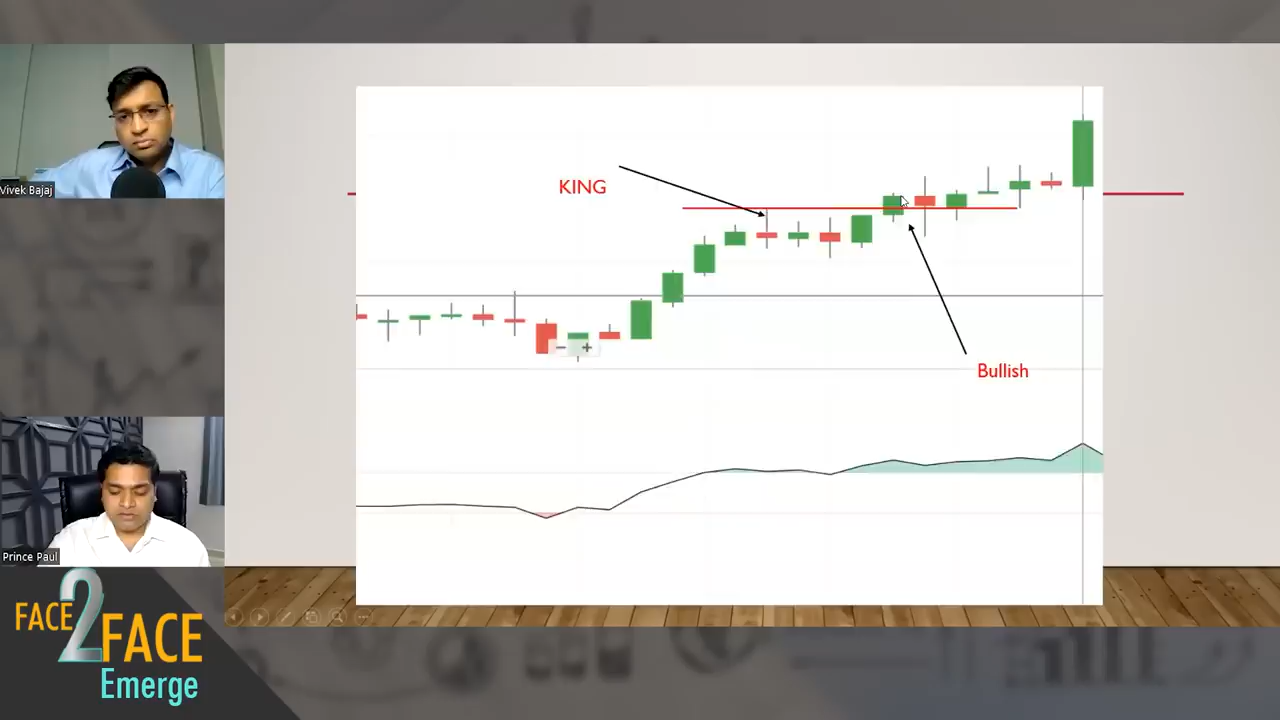 Vivek Bajaj
KING
Bullish
Prince Paul
FACE
2
FACE
Emerge